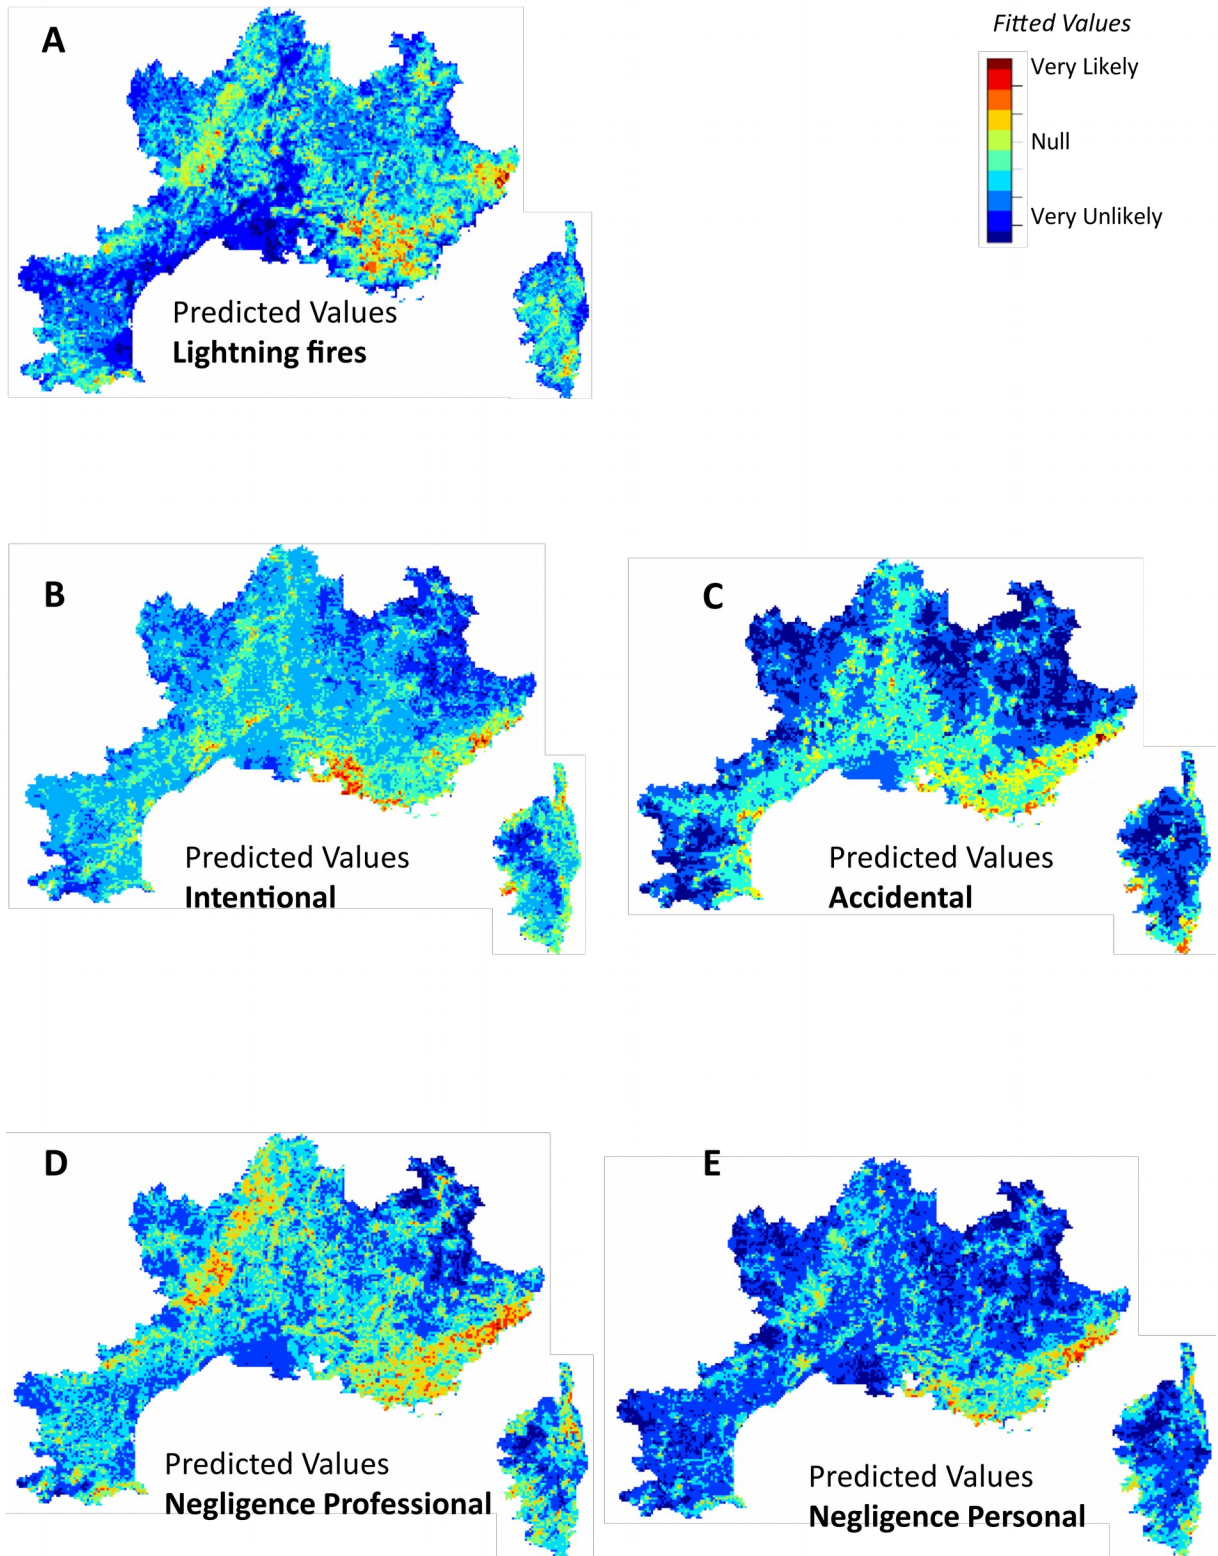 A
Fitted Values
Very Likely
Null
Very Unlikely
Predicted Values
Lightning fires
B
C
Predicted Values
Intentional
Predicted Values
Accidental
D
E
Predicted Values
Negligence Professional
Predicted Values
Negligence Personal